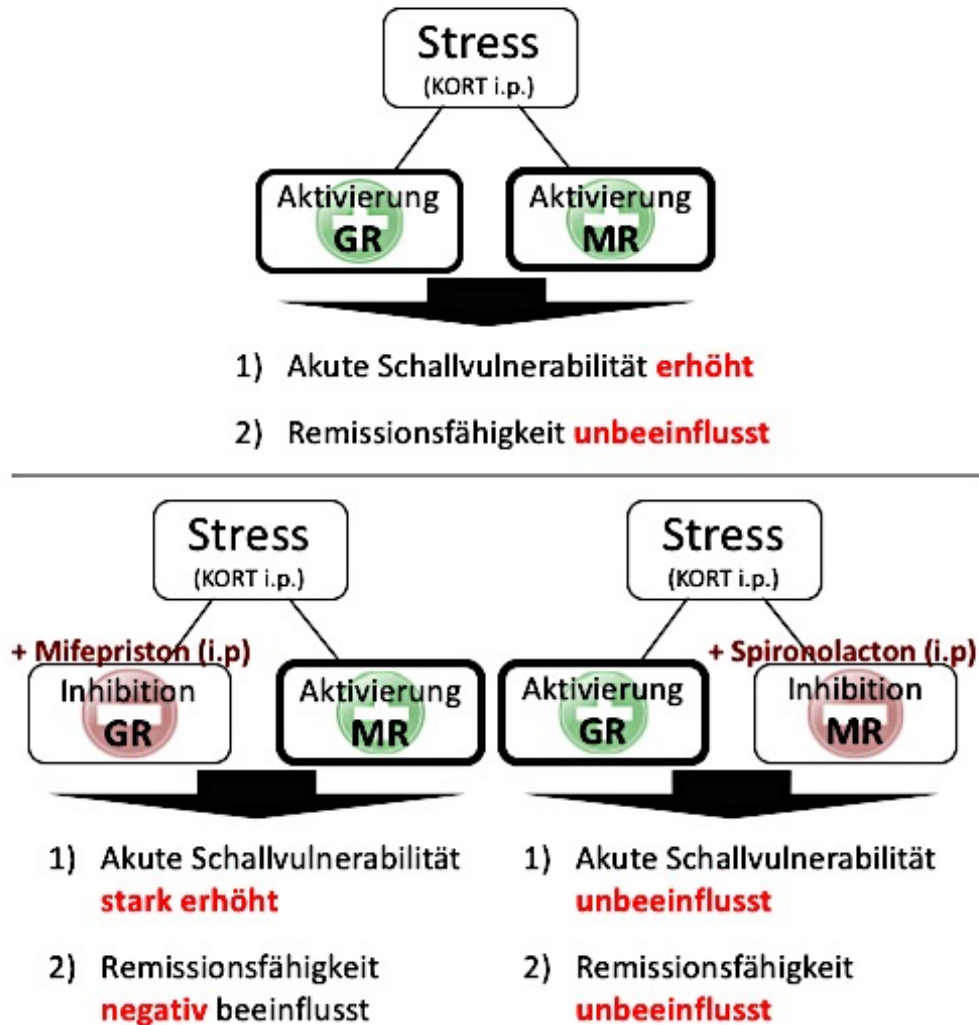 Stress
(KORT i.p.)
Aktivierung
GR
Aktivierung
MR
1) Akute Schallvulnerabilität erhöht
2) Remissionsfähigkeit unbeeinflusst
Stress
(KORT i.p.)
+ Mifepriston (i.p)
Inhibition
GR
Aktivierung
MR
1) Akute Schallvulnerabilität
stark erhöht
2) Remissionsfähigkeit
negativ beeinflusst
Stress
(KORT i.p.)
+ Spironolacton (i.p)
Aktivierung
GR
Inhibition
MR
1) Akute Schallvulnerabilität
unbeeinflusst
2) Remissionsfähigkeit
unbeeinflusst